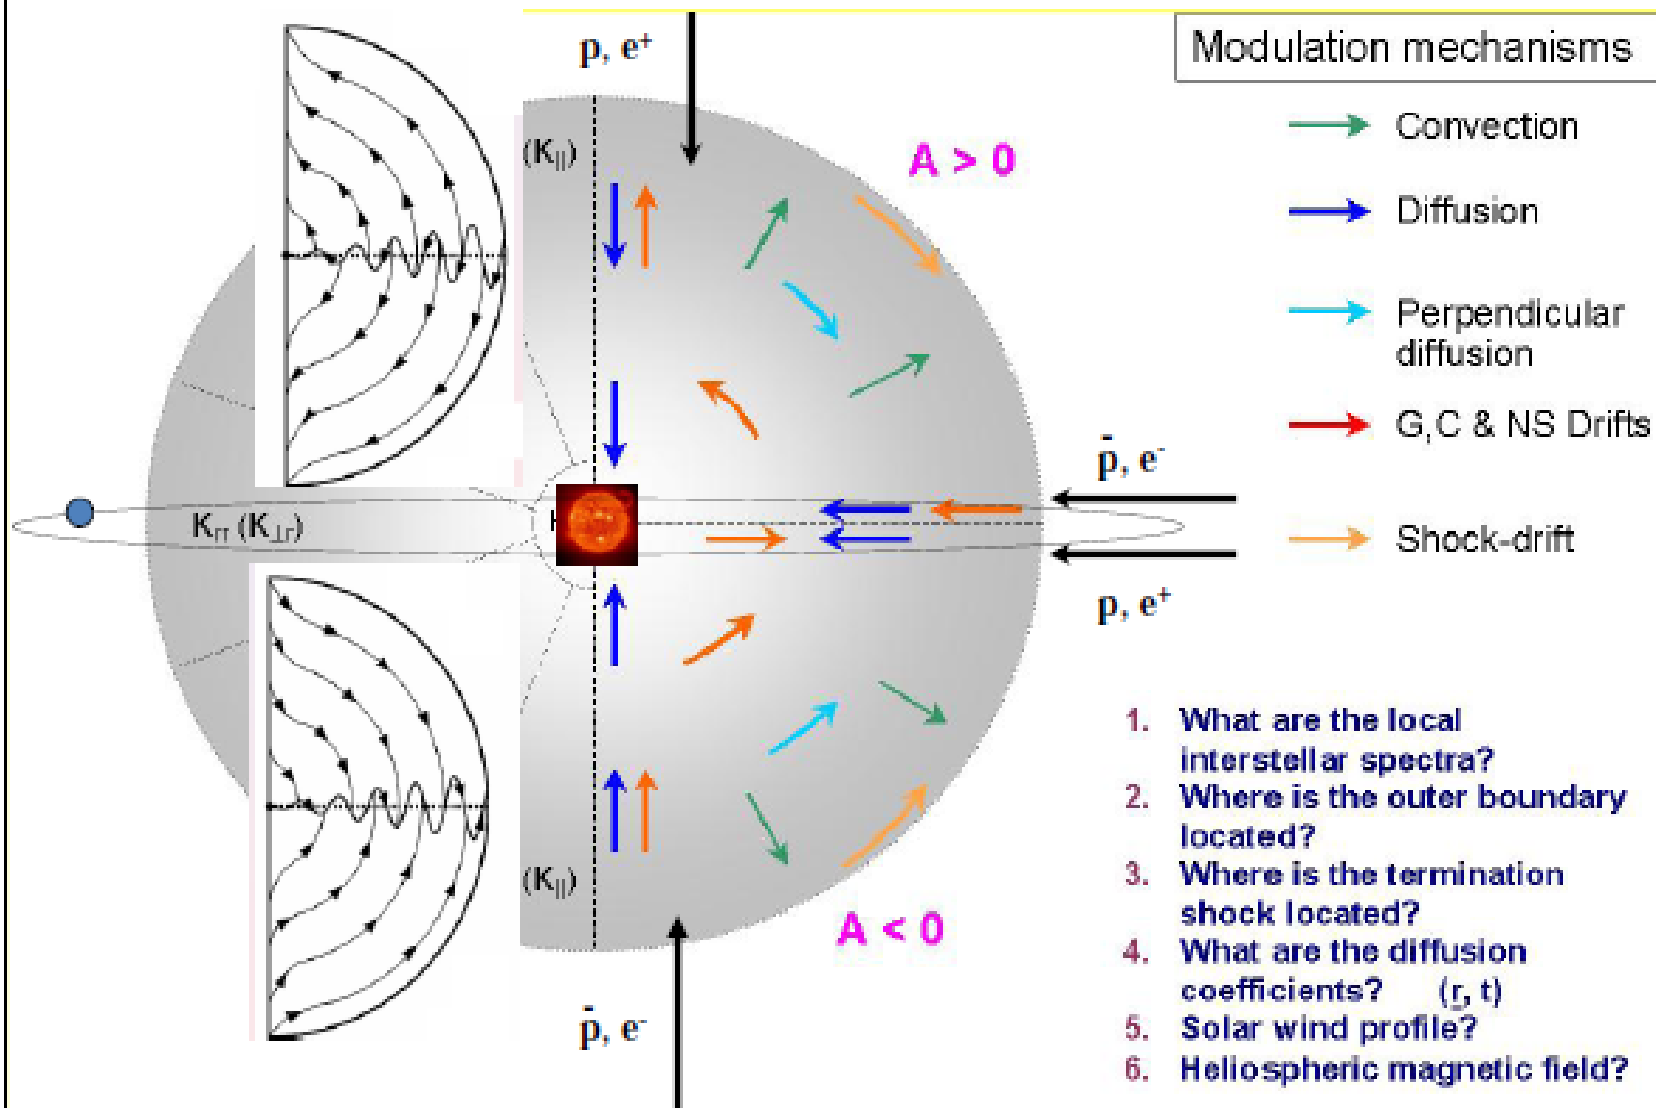 p, e⁺
Modulation mechanisms
(K||)
A > 0
Convection
Diffusion
Perpendicular
diffusion
G,C & NS Drifts
p̄, e⁻
Shock-drift
Krr (K⊥r)
p, e⁺
(K||)
A < 0
p̄, e⁻
1. What are the local
interstellar spectra?
2. Where is the outer boundary
located?
3. Where is the termination
shock located?
4. What are the diffusion
coefficients? (r, t)
5. Solar wind profile?
6. Heliospheric magnetic field?